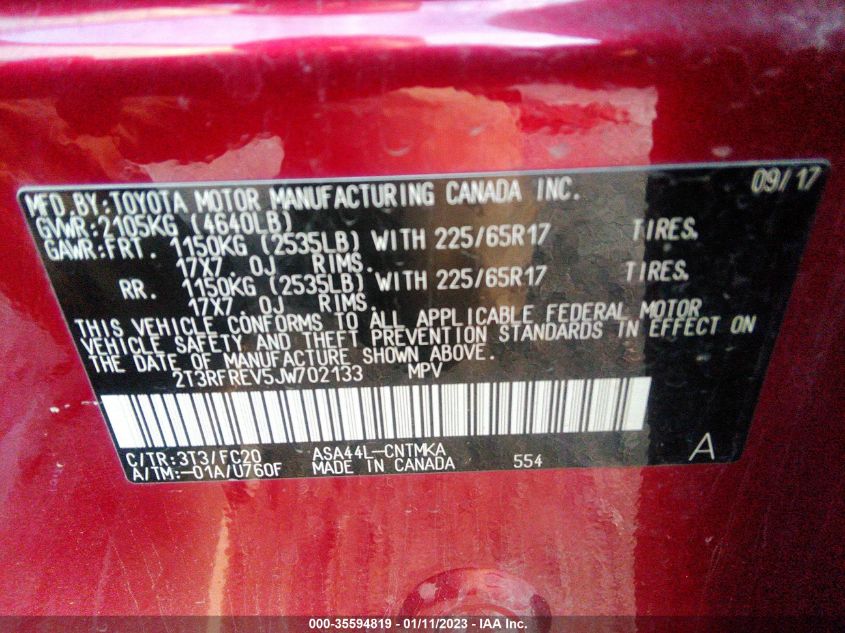 MFD.BY:TOYOTA MOTOR MANUFACTURING CANADA INC. 09/17
GVWR:2105KG (4640LB)
GAWR:FRT. 1150KG (2535LB) WITH 225/65R17 TIRES.
17X7.0J RIMS.
RR. 1150KG (2535LB) WITH 225/65R17 TIRES.
17X7.0J RIMS.
THIS VEHICLE CONFORMS TO ALL APPLICABLE FEDERAL MOTOR
VEHICLE SAFETY AND THEFT PREVENTION STANDARDS IN EFFECT ON
THE DATE OF MANUFACTURE SHOWN ABOVE.
2T3RFREV5JW702133 MPV
C/TR:3T3/FC20 ASA44L-CNTMKA
A/TM:-01A/U760F MADE IN CANADA 554 A
000-35594819 - 01/11/2023 - IAA Inc.